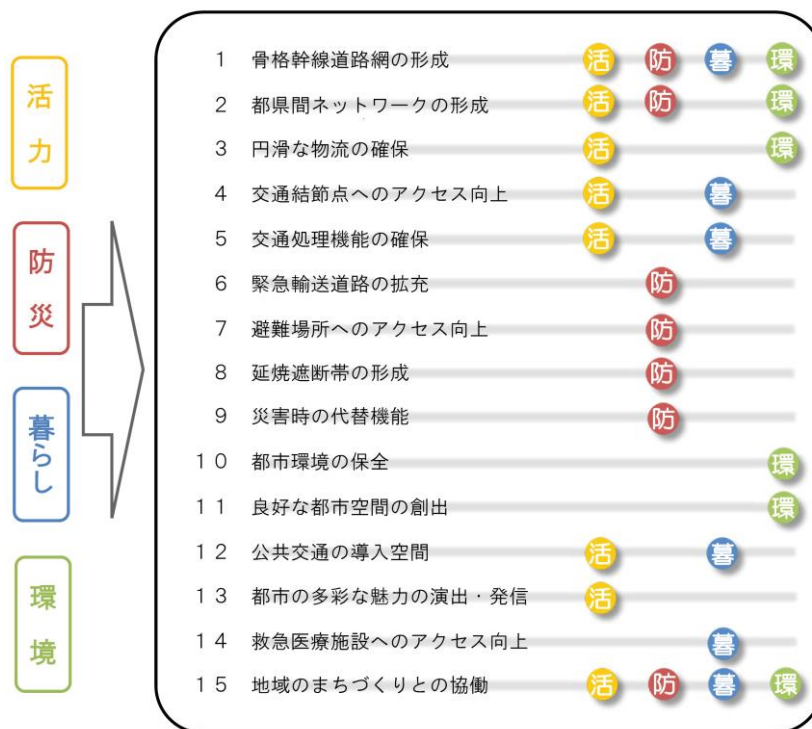 活力
防災
暮らし
環境
1 骨格幹線道路網の形成 活 防 暮 環
2 都県間ネットワークの形成 活 防 環
3 円滑な物流の確保 活 環
4 交通結節点へのアクセス向上 活 暮
5 交通処理機能の確保 活 暮
6 緊急輸送道路の拡充 防
7 避難場所へのアクセス向上 防
8 延焼遮断帯の形成 防
9 災害時の代替機能 防
10 都市環境の保全 環
11 良好な都市空間の創出 環
12 公共交通の導入空間 活 暮
13 都市の多彩な魅力の演出・発信 活
14 救急医療施設へのアクセス向上 暮
15 地域のまちづくりとの協働 活 防 暮 環